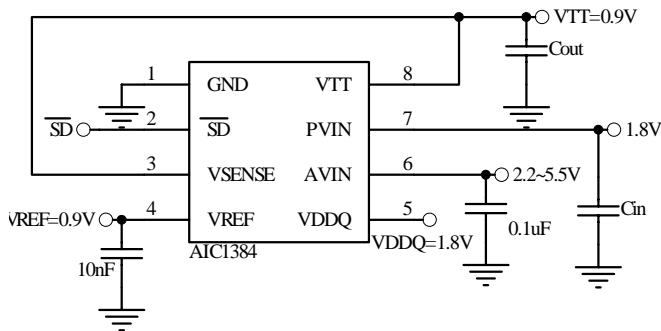 VTT=0.9V
Cout
1 GND VTT 8
SD 2 SD PVIN 7 1.8V
3 VSENSE AVIN 6 2.2~5.5V
VREF=0.9V 4 VREF VDDQ 5
Cin
0.1uF
VDDQ=1.8V
AIC1384
10nF